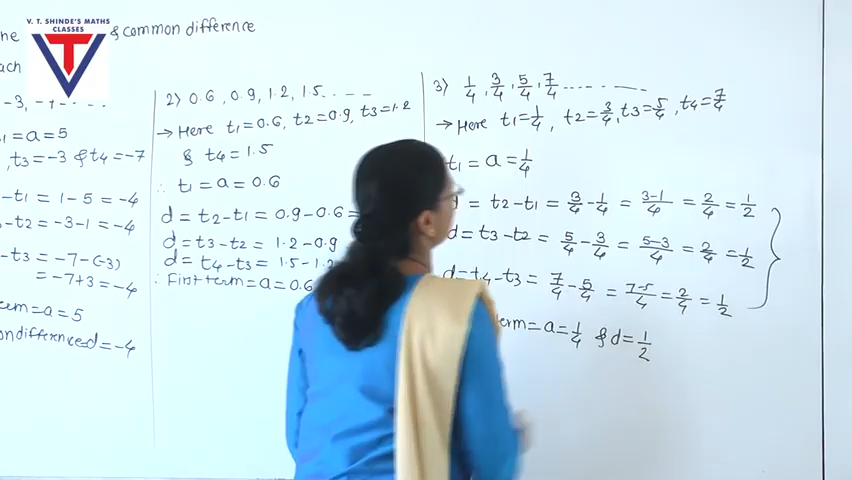 V. T. SHINDE'S MATHS
CLASSES
he & common difference
ach
-3, -7 ....
t1 = a = 5
, t3 = -3 & t4 = -7
- t1 = 1 - 5 = -4
- t2 = -3 - 1 = -4
- t3 = -7 - (-3)
= -7 + 3 = -4
term = a = 5
on difference = d = -4
2) 0.6, 0.9, 1.2, 1.5 ....
→ Here t1 = 0.6, t2 = 0.9, t3 = 1.2
& t4 = 1.5
∴ t1 = a = 0.6
d = t2 - t1 = 0.9 - 0.6 =
d = t3 - t2 = 1.2 - 0.9
d = t4 - t3 = 1.5 - 1.2
∴ First term = a = 0.6
3) 1/4, 3/4, 5/4, 7/4 ........
→ Here t1 = 1/4, t2 = 3/4, t3 = 5/4, t4 = 7/4
t1 = a = 1/4
d = t2 - t1 = 3/4 - 1/4 = 3-1/4 = 2/4 = 1/2
d = t3 - t2 = 5/4 - 3/4 = 5-3/4 = 2/4 = 1/2
d = t4 - t3 = 7/4 - 5/4 = 7-5/4 = 2/4 = 1/2
term = a = 1/4 & d = 1/2